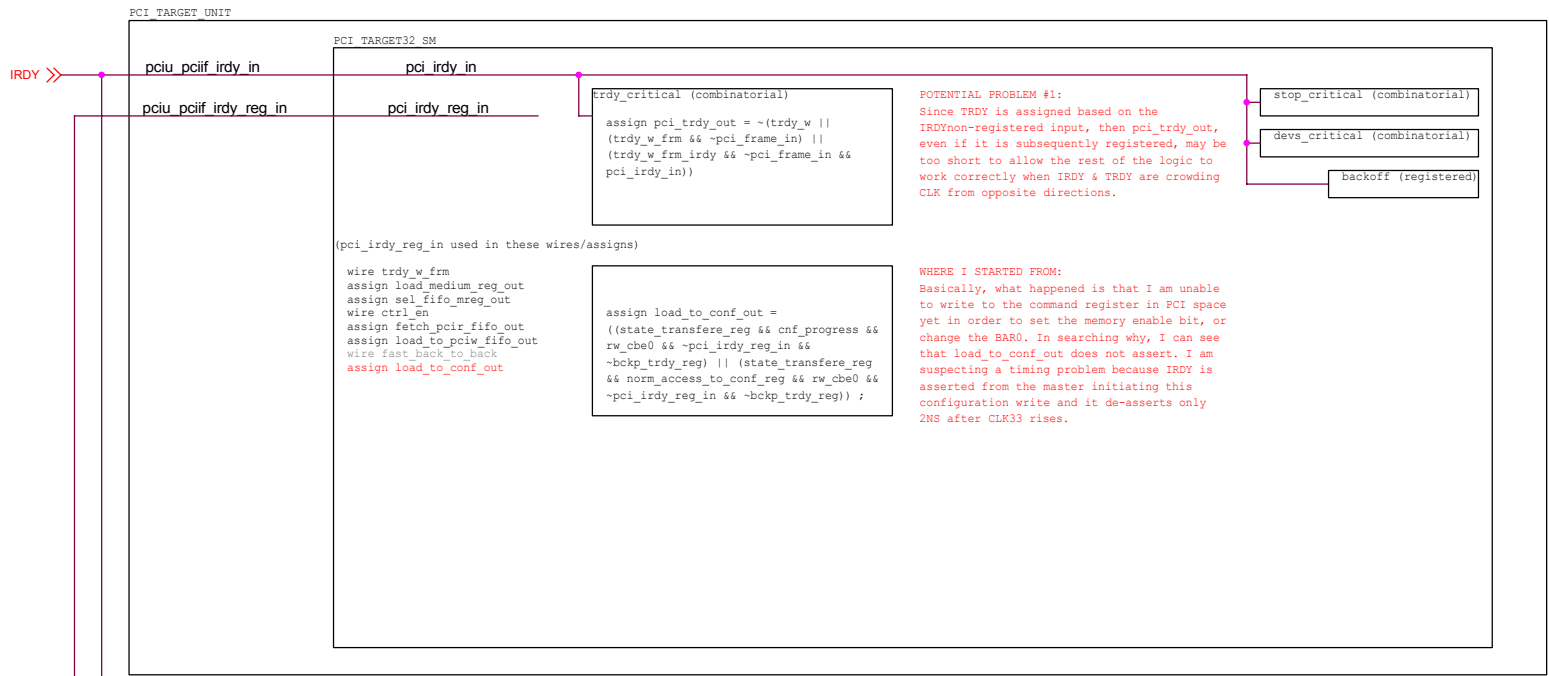 PCI_TARGET_UNIT
PCI_TARGET32_SM
IRDY
pciu_pciif_irdy_in
pci_irdy_in
pciu_pciif_irdy_reg_in
pci_irdy_reg_in
trdy_critical (combinatorial)
assign pci_trdy_out = ~(trdy_w ||
(trdy_w_frm && ~pci_frame_in) ||
(trdy_w_frm_irdy && ~pci_frame_in &&
pci_irdy_in))
POTENTIAL PROBLEM #1:
Since TRDY is assigned based on the
IRDYnon-registered input, then pci_trdy_out,
even if it is subsequently registered, may be
too short to allow the rest of the logic to
work correctly when IRDY & TRDY are crowding
CLK from opposite directions.
stop_critical (combinatorial)
devs_critical (combinatorial)
backoff (registered)
(pci_irdy_reg_in used in these wires/assigns)
wire trdy_w_frm
assign load_medium_reg_out
assign sel_fifo_mreg_out
wire ctrl_en
assign fetch_pcir_fifo_out
assign load_to_pciw_fifo_out
wire fast_back_to_back
assign load_to_conf_out
assign load_to_conf_out =
((state_transfere_reg && cnf_progress &&
rw_cbe0 && ~pci_irdy_reg_in &&
~bckp_trdy_reg) || (state_transfere_reg
&& norm_access_to_conf_reg && rw_cbe0 &&
~pci_irdy_reg_in && ~bckp_trdy_reg)) ;
WHERE I STARTED FROM:
Basically, what happened is that I am unable
to write to the command register in PCI space
yet in order to set the memory enable bit, or
change the BAR0. In searching why, I can see
that load_to_conf_out does not assert. I am
suspecting a timing problem because IRDY is
asserted from the master initiating this
configuration write and it de-asserts only
2NS after CLK33 rises.